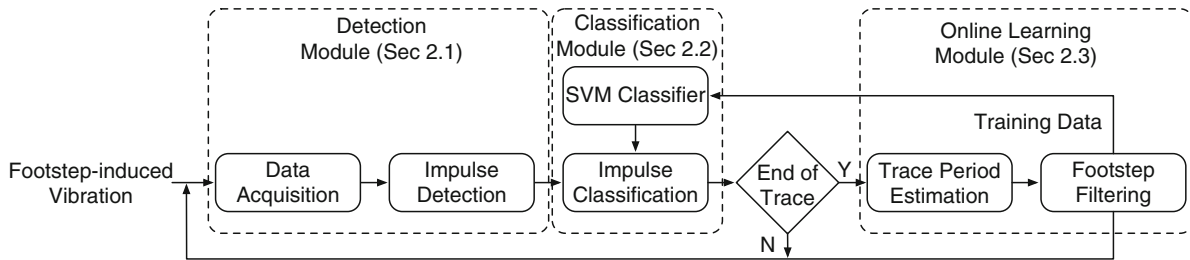 Detection
Module (Sec 2.1)
Classification
Module (Sec 2.2)
Online Learning
Module (Sec 2.3)
SVM Classifier
Training Data
Footstep-induced
Vibration
Data
Acquisition
Impulse
Detection
Impulse
Classification
End of
Trace
Y
N
Trace Period
Estimation
Footstep
Filtering